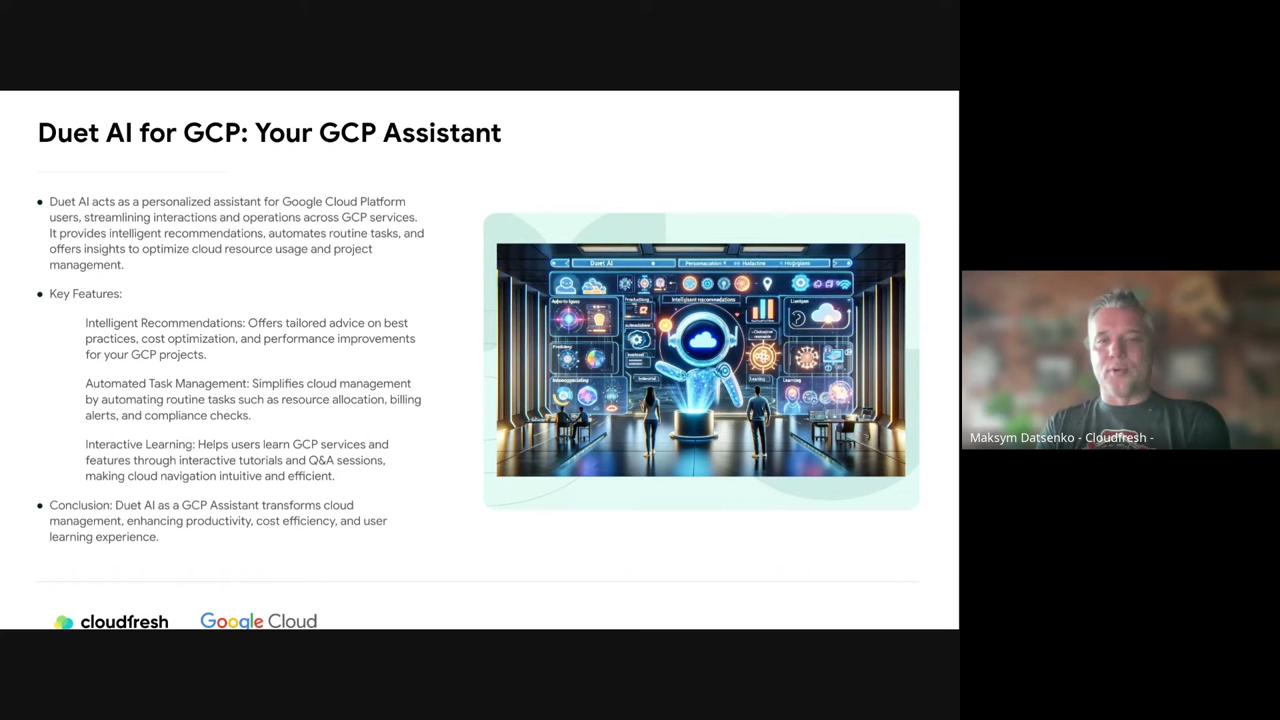 Duet AI for GCP: Your GCP Assistant
Duet AI acts as a personalized assistant for Google Cloud Platform
users, streamlining interactions and operations across GCP services.
It provides intelligent recommendations, automates routine tasks, and
offers insights to optimize cloud resource usage and project
management.
Key Features:
Intelligent Recommendations: Offers tailored advice on best
practices, cost optimization, and performance improvements
for your GCP projects.
Automated Task Management: Simplifies cloud management
by automating routine tasks such as resource allocation, billing
alerts, and compliance checks.
Interactive Learning: Helps users learn GCP services and
features through interactive tutorials and Q&A sessions,
making cloud navigation intuitive and efficient.
Conclusion: Duet AI as a GCP Assistant transforms cloud
management, enhancing productivity, cost efficiency, and user
learning experience.
Duet AI
Learning
cloudfresh
Google Cloud
Maksym Datsenko - Cloudfresh -